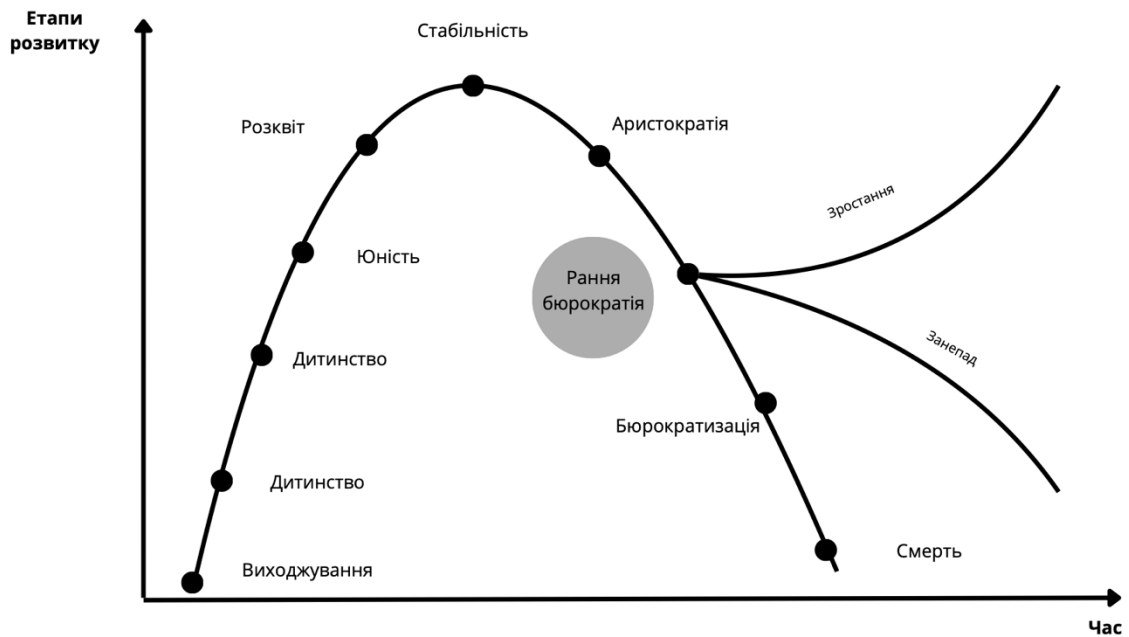 Етапи
розвитку
Стабільність
Розквіт
Аристократія
Зростання
Юність
Рання
бюрократія
Занепад
Дитинство
Бюрократизація
Дитинство
Смерть
Виходжування
Час